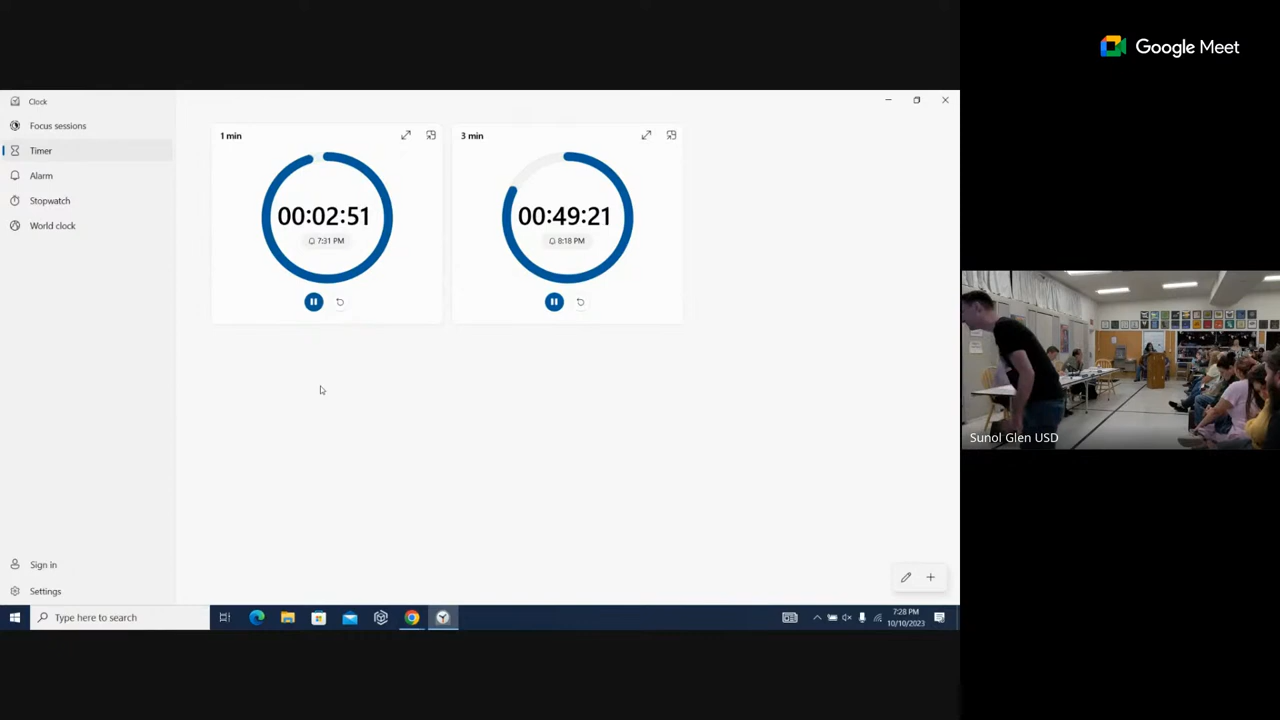 Google Meet
Clock
Focus sessions
Timer
Alarm
Stopwatch
World clock
1 min
00:02:51
7:31 PM
3 min
00:49:21
8:18 PM
Sunol Glen USD
Sign in
Settings
Type here to search
7:28 PM
10/10/2023